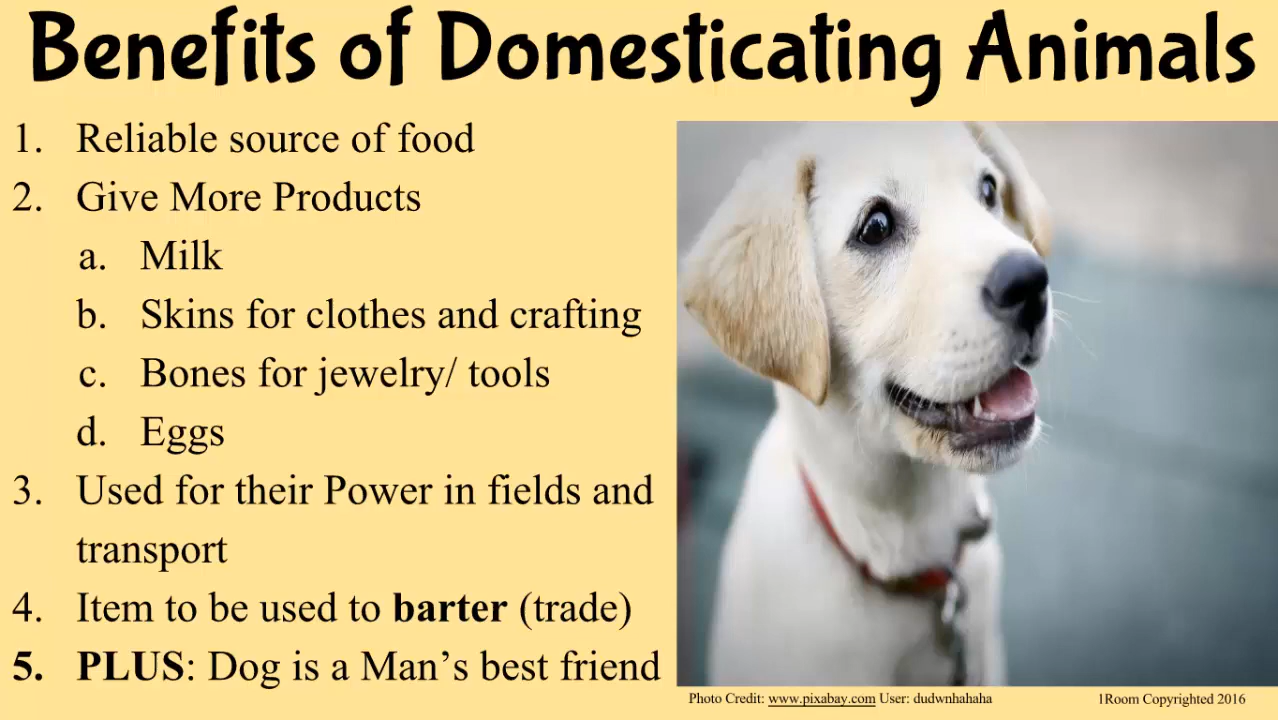 Benefits of Domesticating Animals
1. Reliable source of food
2. Give More Products
a. Milk
b. Skins for clothes and crafting
c. Bones for jewelry/ tools
d. Eggs
3. Used for their Power in fields and
transport
4. Item to be used to barter (trade)
5. PLUS: Dog is a Man’s best friend
Photo Credit: www.pixabay.com User: dudwnhahaha
1Room Copyrighted 2016